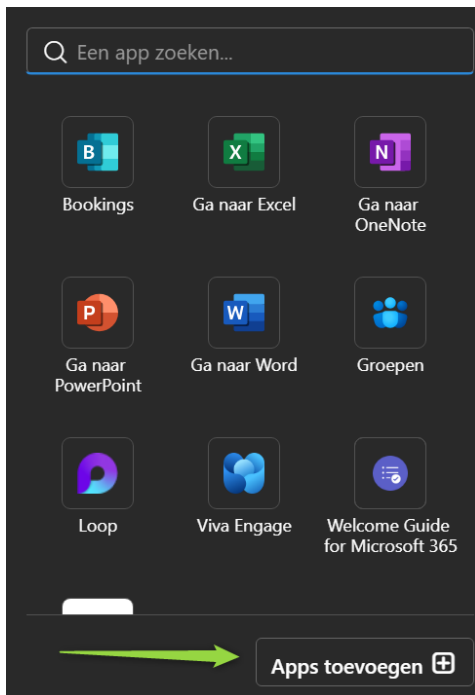 Een app zoeken...
B
X
N
Bookings
Ga naar Excel
Ga naar
OneNote
P
W
Ga naar
PowerPoint
Ga naar Word
Groepen
Loop
Viva Engage
Welcome Guide
for Microsoft 365
Apps toevoegen